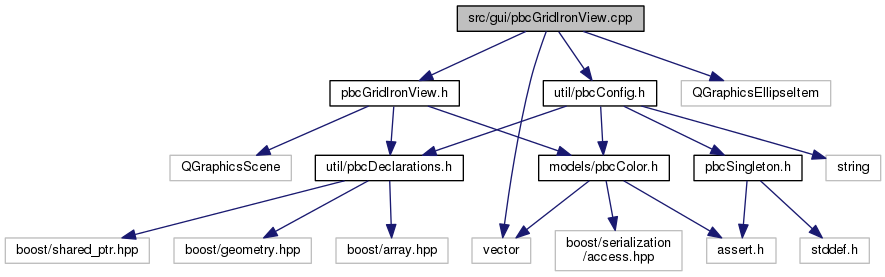 src/gui/pbcGridIronView.cpp
pbcGridIronView.h
util/pbcConfig.h
QGraphicsEllipseItem
QGraphicsScene
util/pbcDeclarations.h
models/pbcColor.h
pbcSingleton.h
string
boost/shared_ptr.hpp
boost/geometry.hpp
boost/array.hpp
vector
boost/serialization
/access.hpp
assert.h
stddef.h